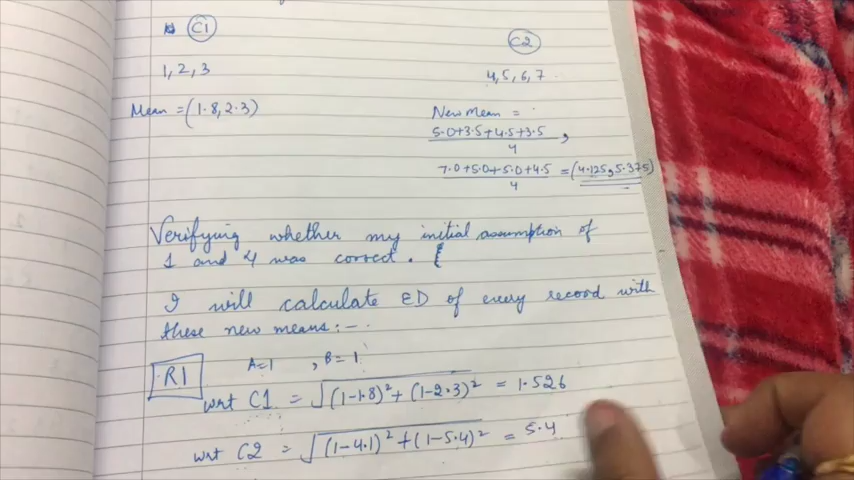 C1
C2
1, 2, 3
4, 5, 6, 7
Mean = (1.8, 2.3)
New Mean =
5.0+3.5+4.5+3.5 ,
4
7.0+5.0+5.0+4.5 = (4.125, 5.375)
4
Verifying whether my initial assumption of
1 and 4 was correct.
I will calculate ED of every record with
these new means:-
R1 A=1 , B=1
wrt C1 = √(1-1.8)² + (1-2.3)² = 1.526
wrt C2 = √(1-4.1)² + (1-5.4)² = 5.4